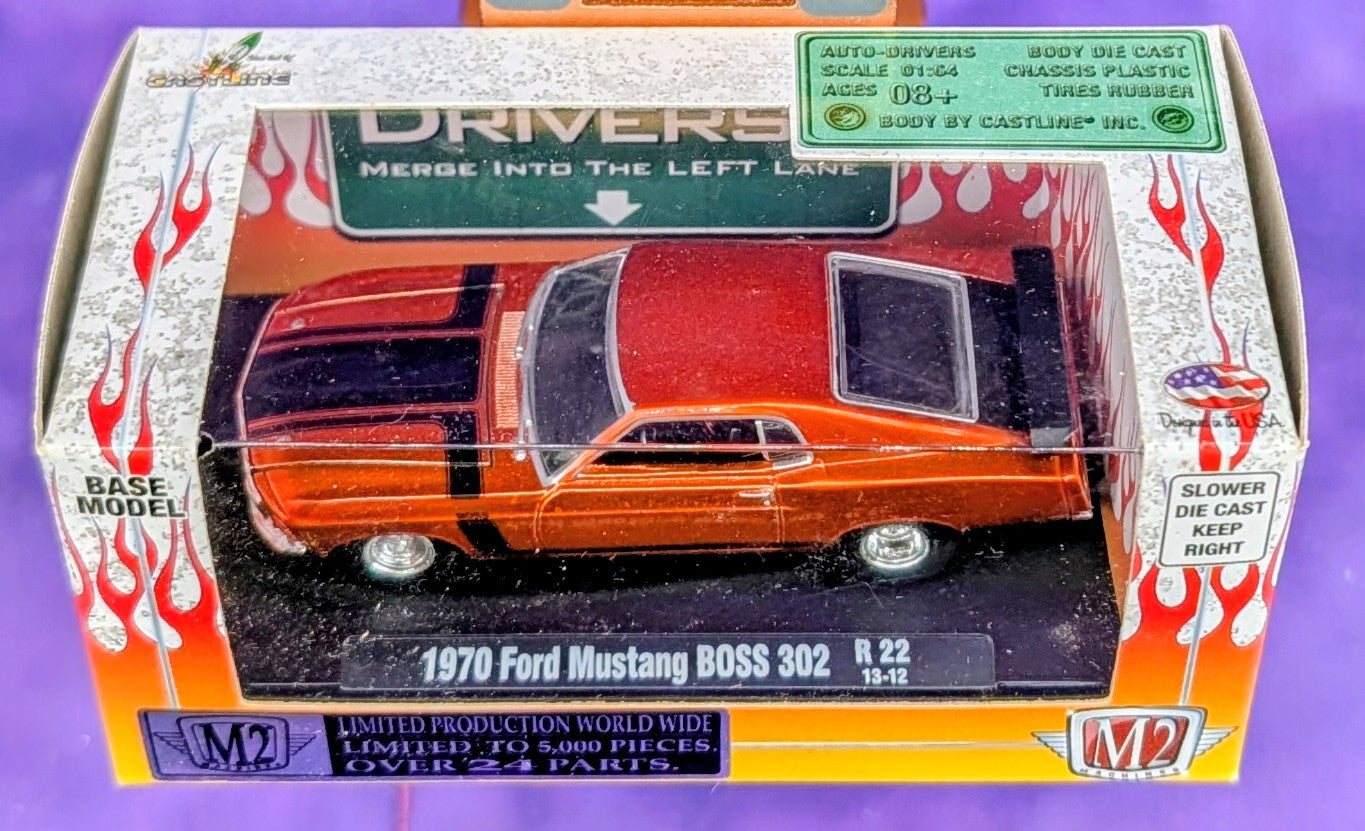 CASTLINE
AUTO-DRIVERS BODY DIE CAST
SCALE 01:64 CHASSIS PLASTIC
AGES 08+ TIRES RUBBER
BODY BY CASTLINE® INC.
DRIVERS
MERGE INTO THE LEFT LANE
Designed in the USA
BASE
MODEL
SLOWER
DIE CAST
KEEP
RIGHT
1970 Ford Mustang BOSS 302 R 22
13-12
M2
MACHINES
LIMITED PRODUCTION WORLD WIDE
LIMITED TO 5,000 PIECES.
OVER 24 PARTS.
M2
MACHINES